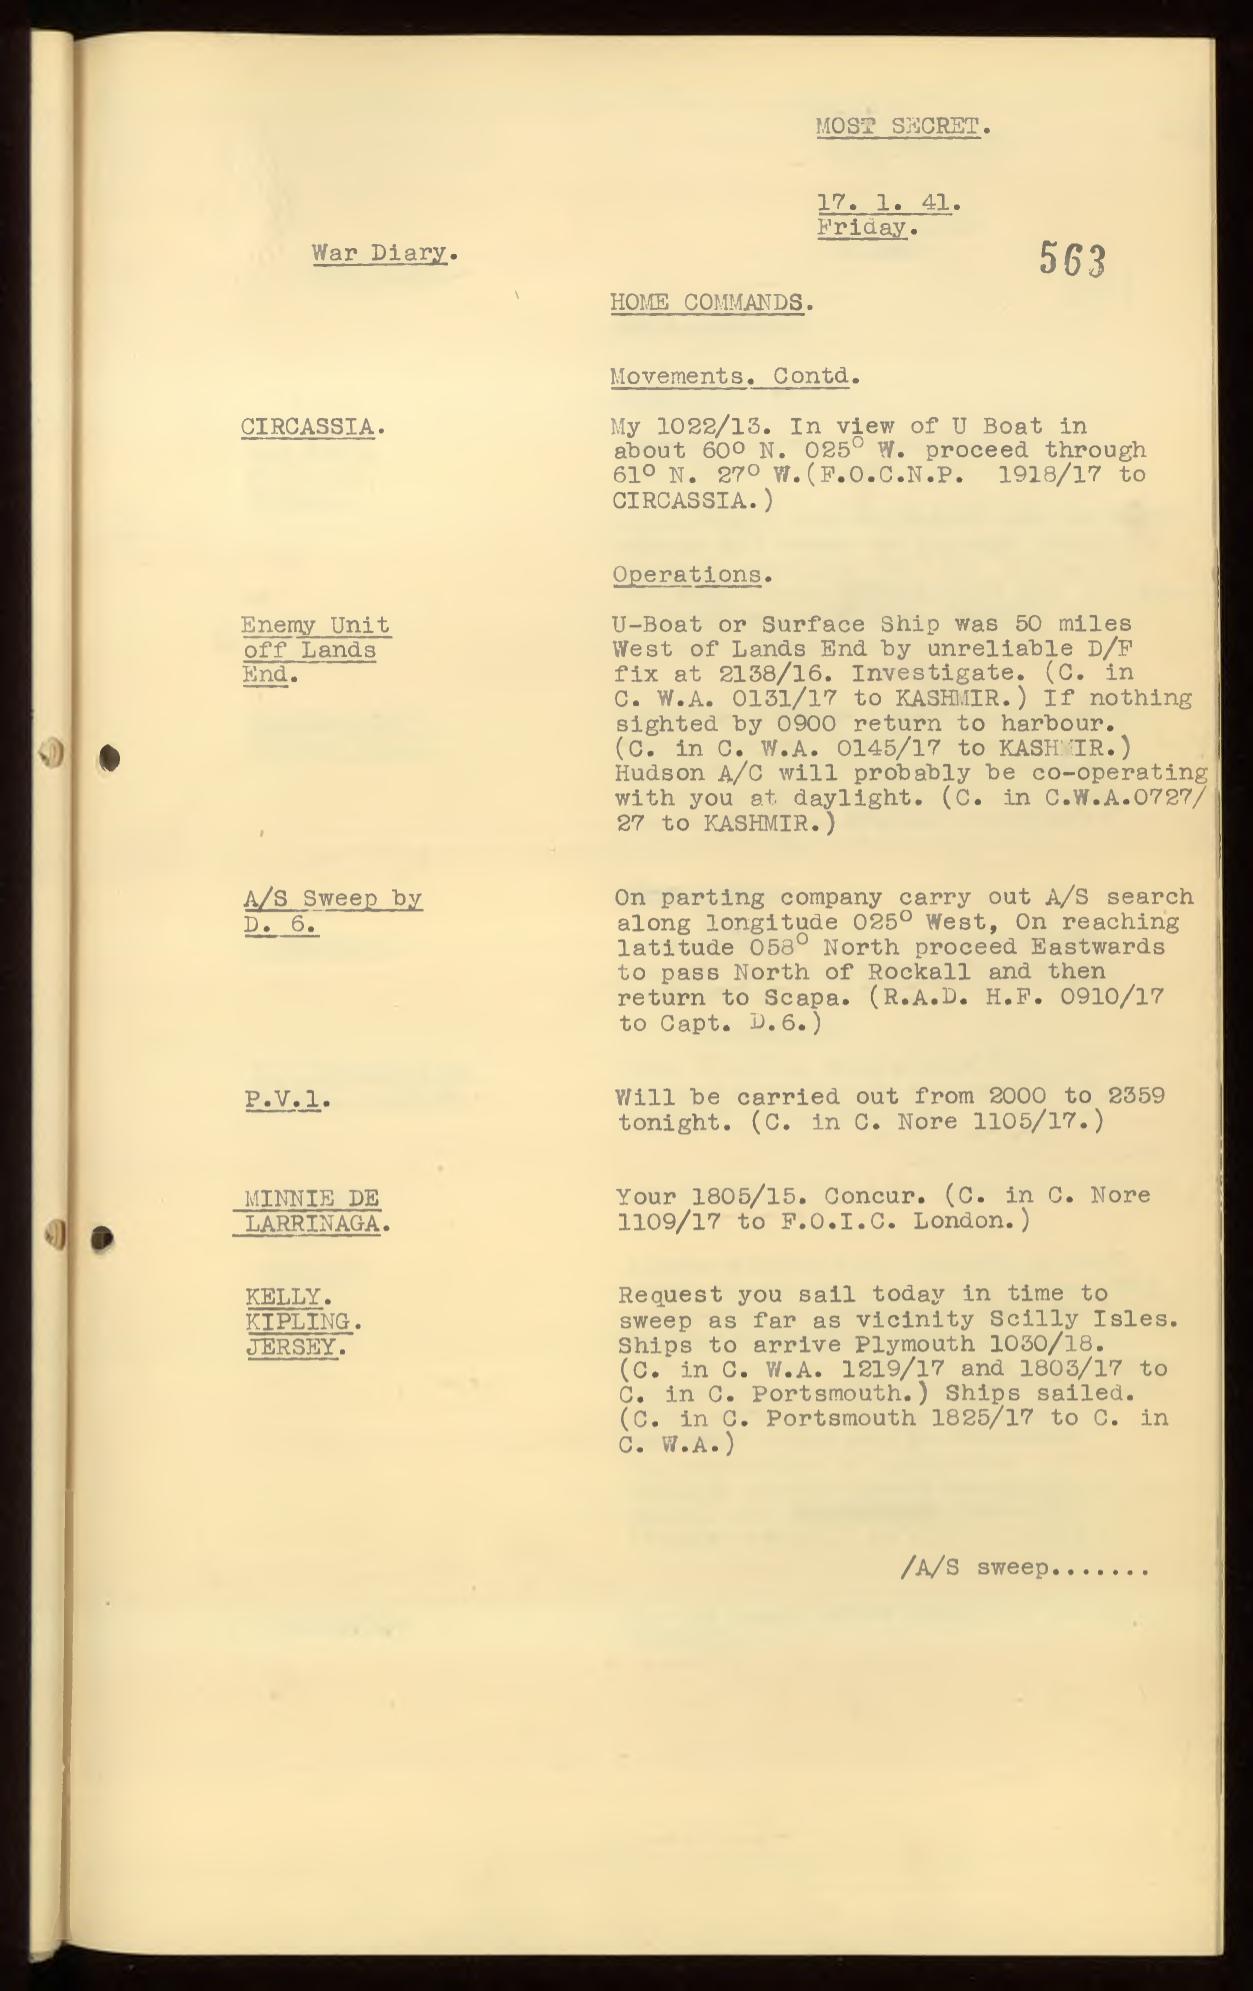 MOST SECRET.
17. 1. 41.
Friday.
War Diary.
563
HOME COMMANDS.
Movements. Contd.
CIRCASSIA.
My 1022/13. In view of U Boat in
about 60o N. 025o W. proceed through
61o N. 27o W.(F.O.C.N.P. 1918/17 to
CIRCASSIA.)
Operations.
Enemy Unit
off Lands
End.
U-Boat or Surface Ship was 50 miles
West of Lands End by unreliable D/F
fix at 2138/16. Investigate. (C. in
C. W.A. 0131/17 to KASHMIR.) If nothing
sighted by 0900 return to harbour.
(C. in C. W.A. 0145/17 to KASHMIR.)
Hudson A/C will probably be co-operating
with you at daylight. (C. in C.W.A.0727/
27 to KASHMIR.)
A/S Sweep by
D. 6.
On parting company carry out A/S search
along longitude 025o West, On reaching
latitude 058o North proceed Eastwards
to pass North of Rockall and then
return to Scapa. (R.A.D. H.F. 0910/17
to Capt. D.6.)
P.V.1.
Will be carried out from 2000 to 2359
tonight. (C. in C. Nore 1105/17.)
MINNIE DE
LARRINAGA.
Your 1805/15. Concur. (C. in C. Nore
1109/17 to F.O.I.C. London.)
KELLY.
KIPLING.
JERSEY.
Request you sail today in time to
sweep as far as vicinity Scilly Isles.
Ships to arrive Plymouth 1030/18.
(C. in C. W.A. 1219/17 and 1803/17 to
C. in C. Portsmouth.) Ships sailed.
(C. in C. Portsmouth 1825/17 to C. in
C. W.A.)
/A/S sweep.......